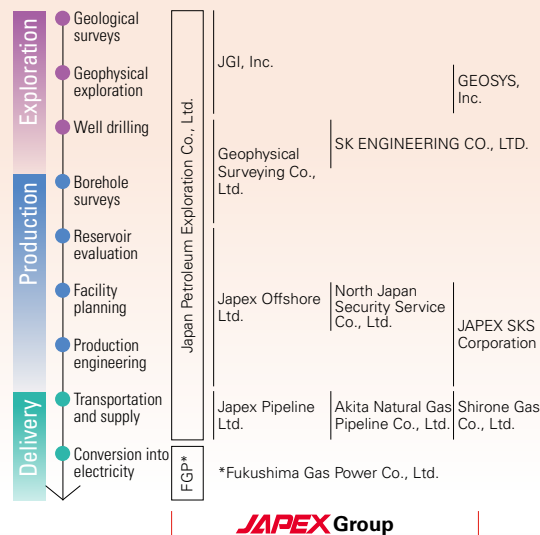 Exploration
Geological
surveys
Geophysical
exploration
Well drilling
Production
Borehole
surveys
Reservoir
evaluation
Facility
planning
Production
engineering
Delivery
Transportation
and supply
Conversion into
electricity
Japan Petroleum Exploration Co., Ltd.
FGP*
JGI, Inc.
GEOSYS,
Inc.
SK ENGINEERING CO., LTD.
Geophysical
Surveying Co.,
Ltd.
Japex Offshore
Ltd.
North Japan
Security Service
Co., Ltd.
JAPEX SKS
Corporation
Japex Pipeline
Ltd.
Akita Natural Gas
Pipeline Co., Ltd.
Shirone Gas
Co., Ltd.
*Fukushima Gas Power Co., Ltd.
JAPEX Group